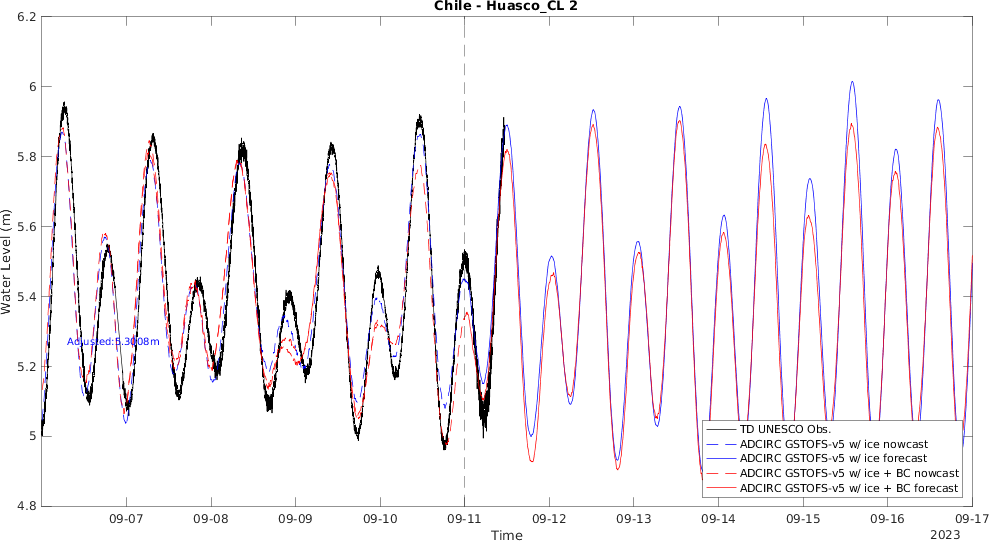 Chile - Huasco_CL 2
6.2
6
5.8
5.6
5.4
5.2
5
4.8
Water Level (m)
Adjusted:5.3008m
TD UNESCO Obs.
ADCIRC GSTOFS-v5 w/ ice nowcast
ADCIRC GSTOFS-v5 w/ ice forecast
ADCIRC GSTOFS-v5 w/ ice + BC nowcast
ADCIRC GSTOFS-v5 w/ ice + BC forecast
09-07 09-08 09-09 09-10 09-11 09-12 09-13 09-14 09-15 09-16 09-17
Time
2023